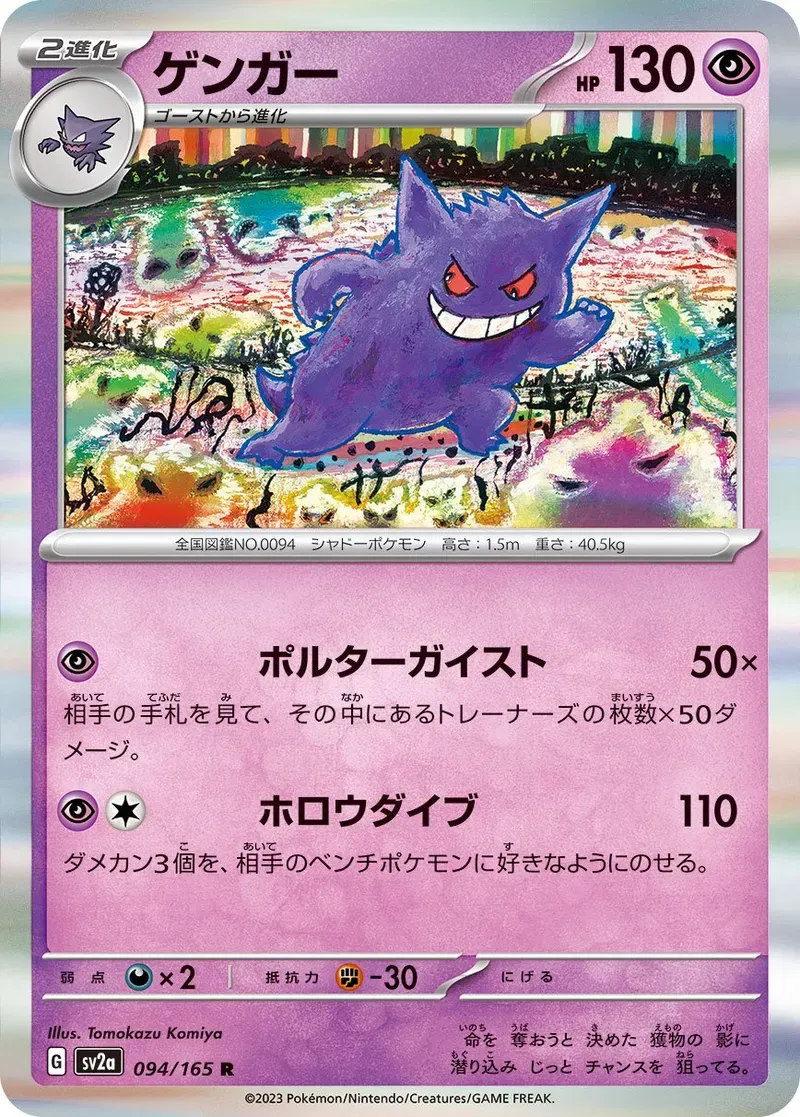 2進化
ゲンガー
HP 130
ゴーストから進化
全国図鑑NO.0094 シャドーポケモン 高さ：1.5m 重さ：40.5kg
ポルターガイスト 50×
相手の手札を見て、その中にあるトレーナーズの枚数×50ダ
メージ。
ホロウダイブ 110
ダメカン3個を、相手のベンチポケモンに好きなようにのせる。
弱点 ×2 抵抗力 -30 にげる
Illus. Tomokazu Komiya
G sv2a 094/165 R
命を 奪おうと 決めた 獲物の 影に
潜り込み じっと チャンスを 狙ってる。
©2023 Pokémon/Nintendo/Creatures/GAME FREAK.